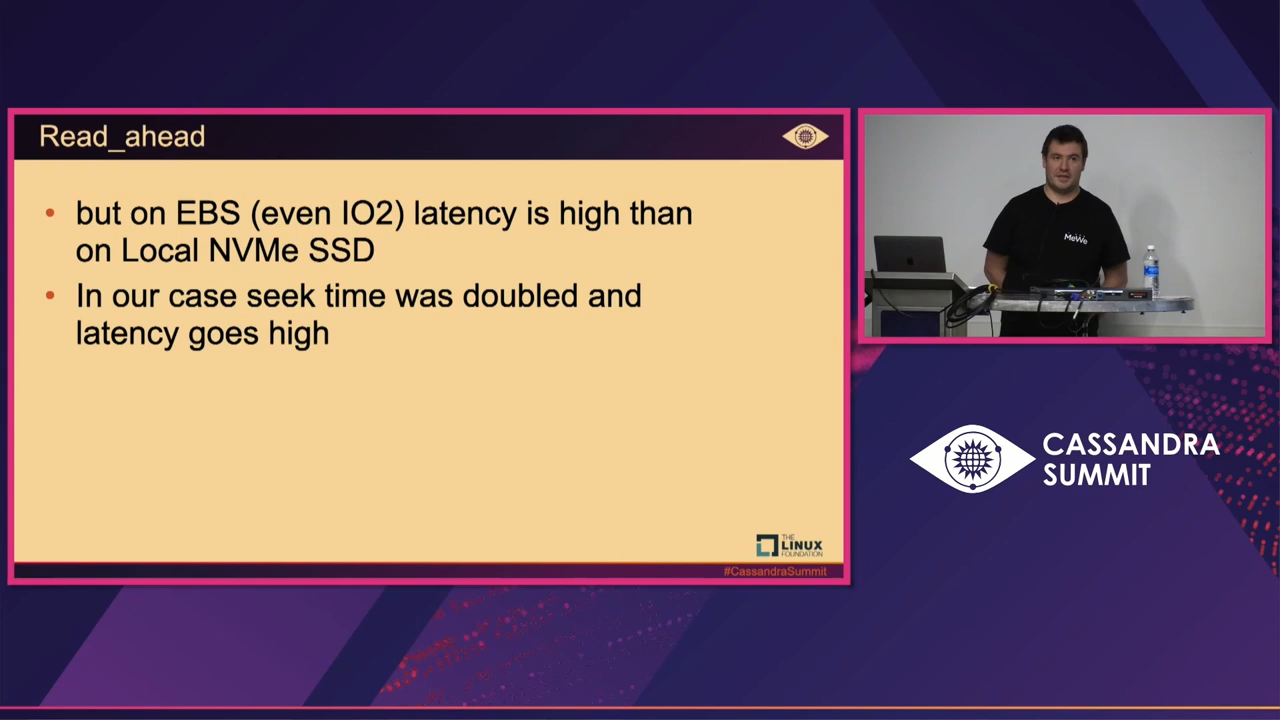 Read_ahead
• but on EBS (even IO2) latency is high than
on Local NVMe SSD
• In our case seek time was doubled and
latency goes high
THE
LINUX
FOUNDATION
#CassandraSummit
MeWe
CASSANDRA
SUMMIT